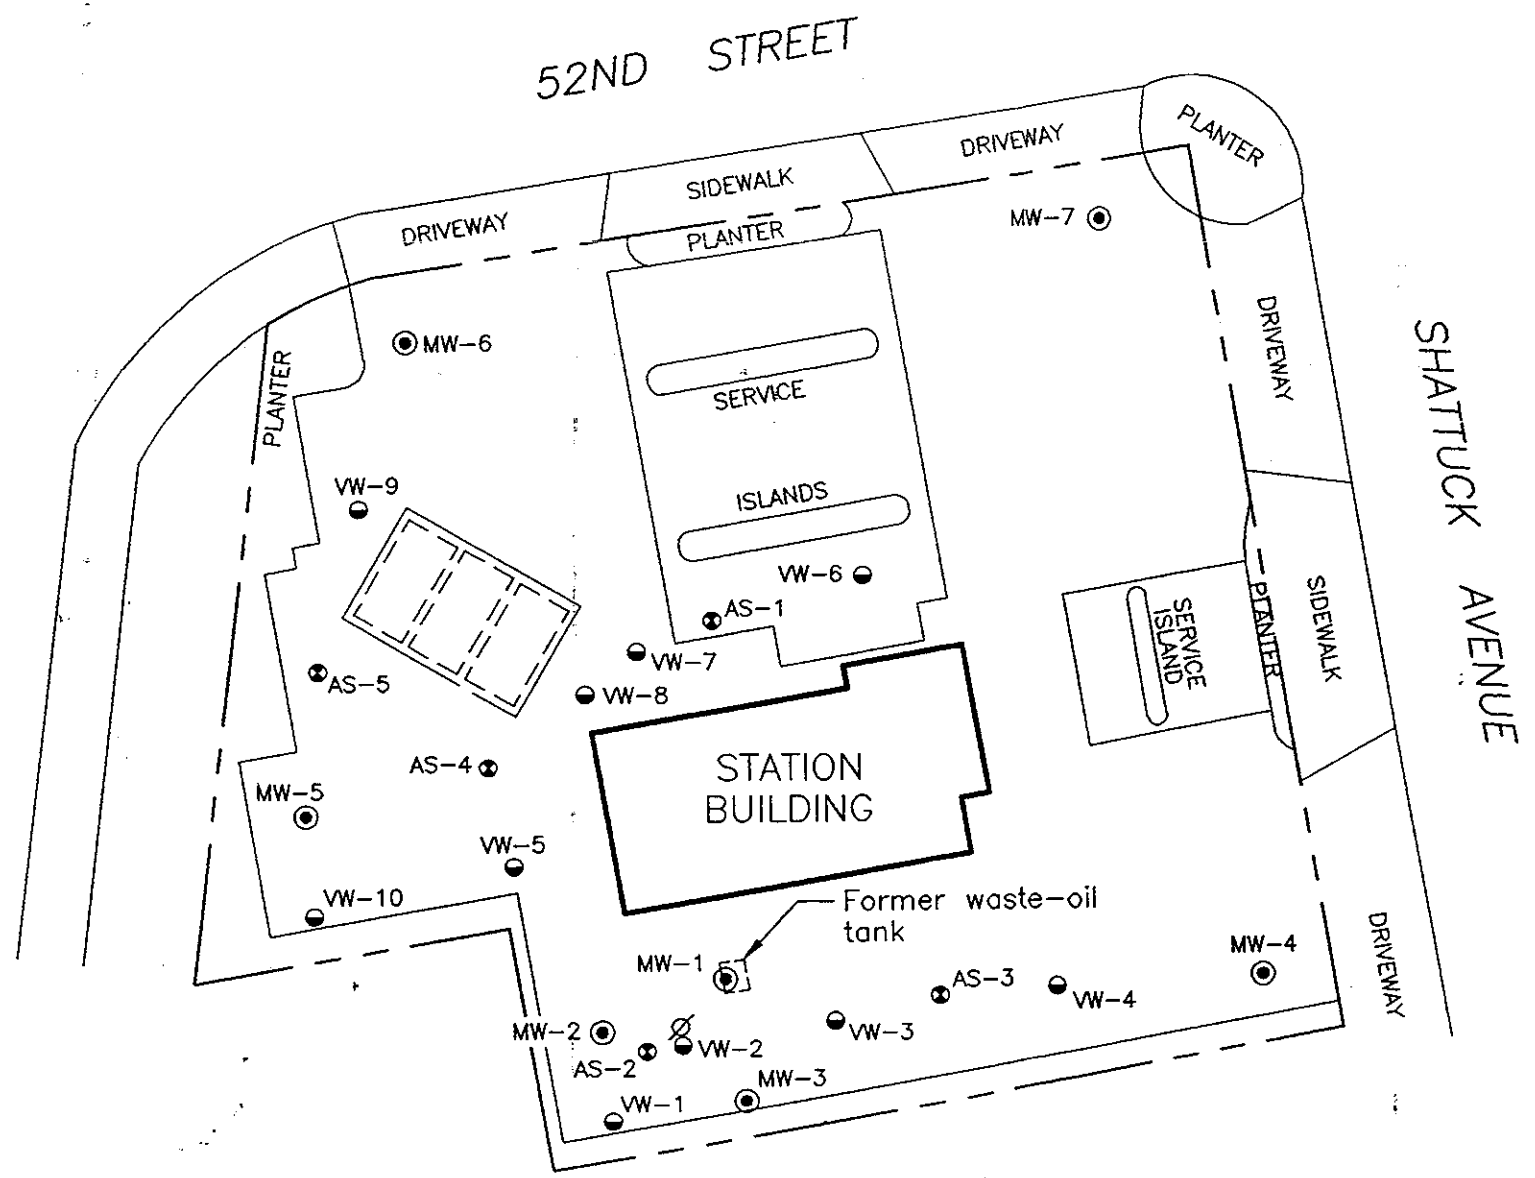 52ND STREET
PLANTER
DRIVEWAY
SIDEWALK
DRIVEWAY
PLANTER
MW-7
DRIVEWAY
SHATTUCK AVENUE
MW-6
PLANTER
SERVICE
ISLANDS
VW-9
VW-6
AS-1
VW-7
SERVICE
ISLAND
PLANTER
SIDEWALK
AS-5
VW-8
AS-4
STATION
BUILDING
MW-5
VW-5
VW-10
Former waste-oil
tank
MW-1
MW-4
DRIVEWAY
AS-3
VW-4
MW-2
VW-3
VW-2
AS-2
MW-3
VW-1